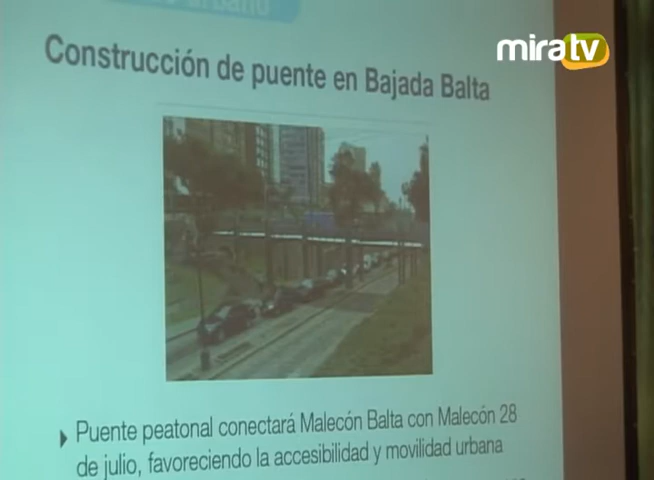 miratv
Construcción de puente en Bajada Balta
Puente peatonal conectará Malecón Balta con Malecón 28
de julio, favoreciendo la accesibilidad y movilidad urbana